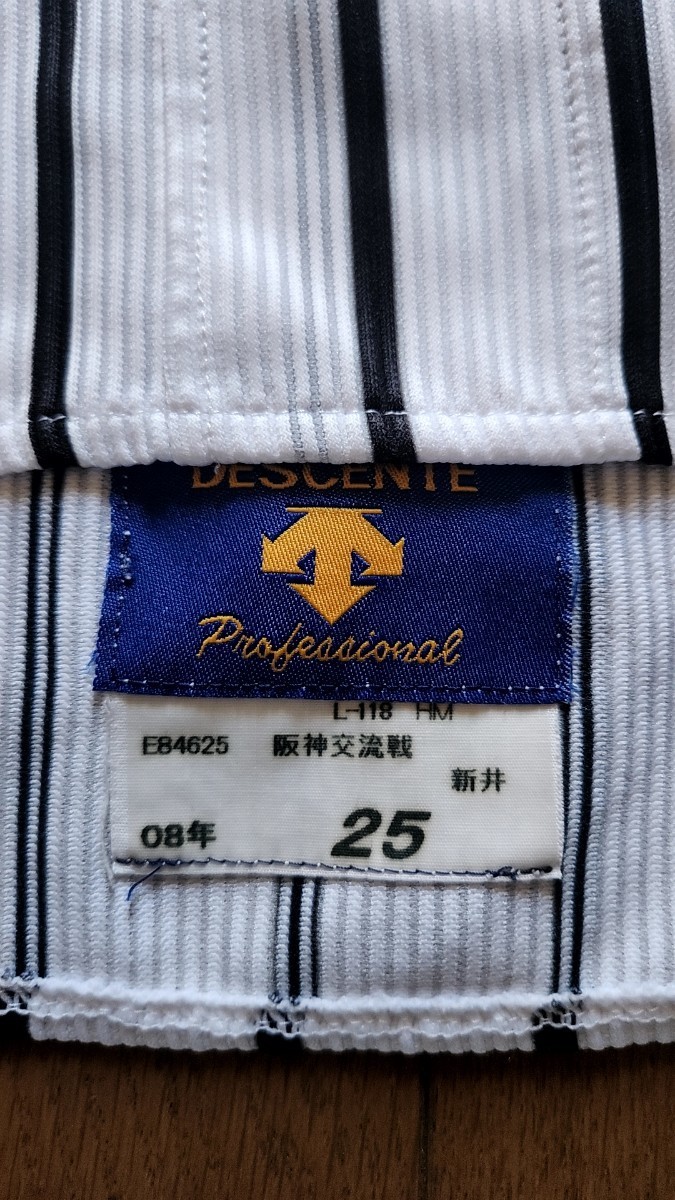 DESCENTE
Professional
L-118 HM
E84625 阪神交流戦
新井
08年 25